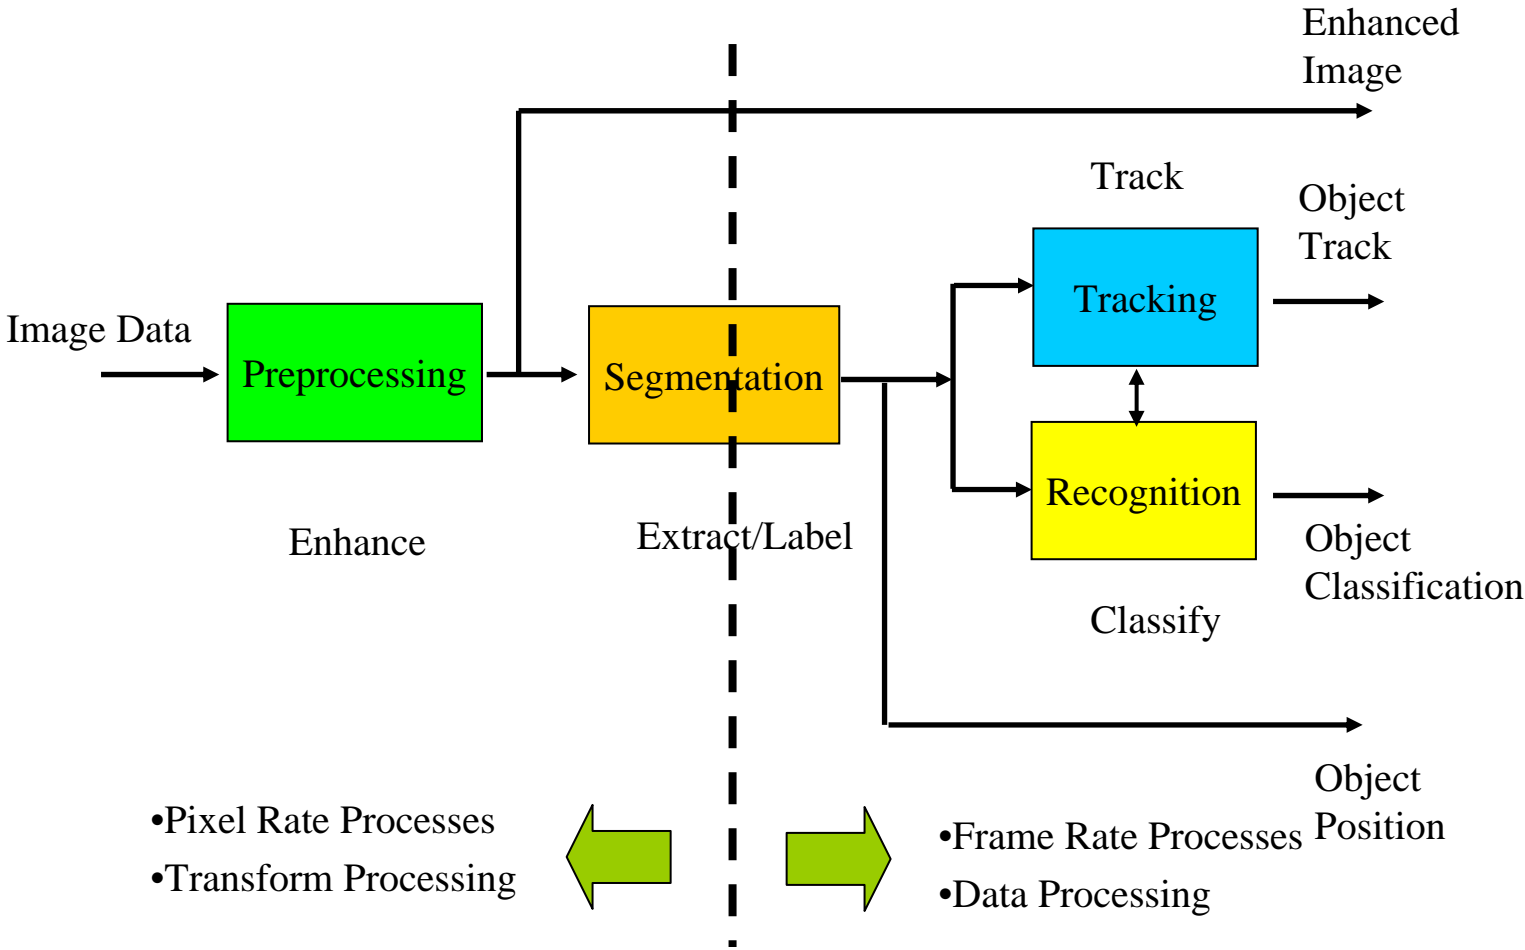 Enhanced
Image
Track
Object
Track
Tracking
Image Data
Preprocessing
Segmentation
Recognition
Enhance
Extract/Label
Object
Classification
Classify
•Pixel Rate Processes
•Transform Processing
•Frame Rate Processes
•Data Processing
Object
Position